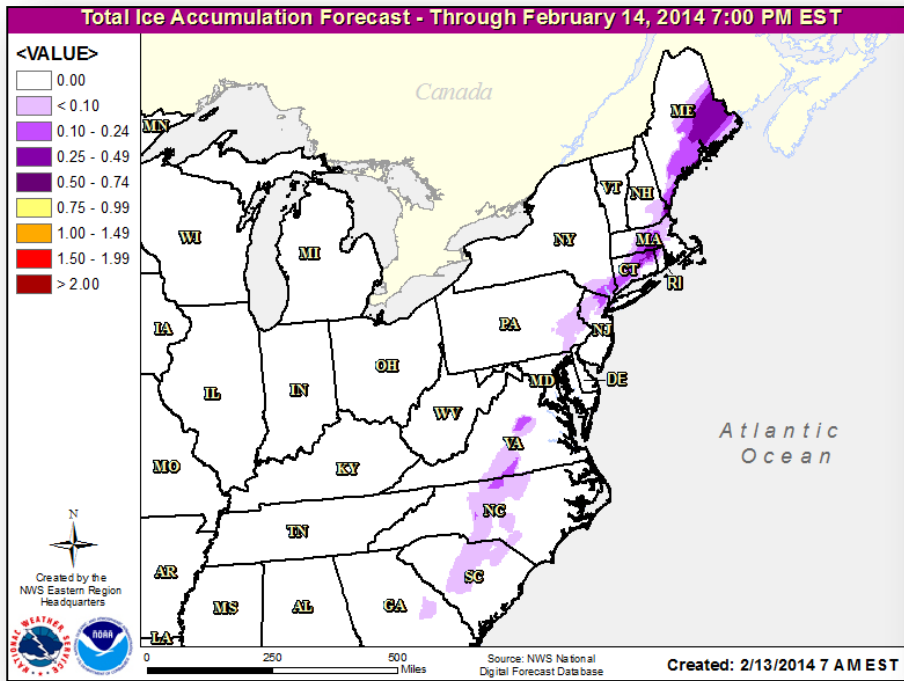 Total Ice Accumulation Forecast - Through February 14, 2014 7:00 PM EST
<VALUE>
0.00
< 0.10
0.10 - 0.24
0.25 - 0.49
0.50 - 0.74
0.75 - 0.99
1.00 - 1.49
1.50 - 1.99
> 2.00
Canada
MN
ME
VT
NH
WI
MI
NY
MA
CT
RI
IA
PA
NJ
IL
IN
OH
MD
DE
WV
VA
Atlantic
Ocean
MO
KY
NC
TN
AR
SC
MS
AL
GA
LA
N
Created by the
NWS Eastern Region
Headquarters
NATIONAL WEATHER SERVICE
NOAA
0
250
500
Miles
Source: NWS National
Digital Forecast Database
Created: 2/13/2014 7 AM EST